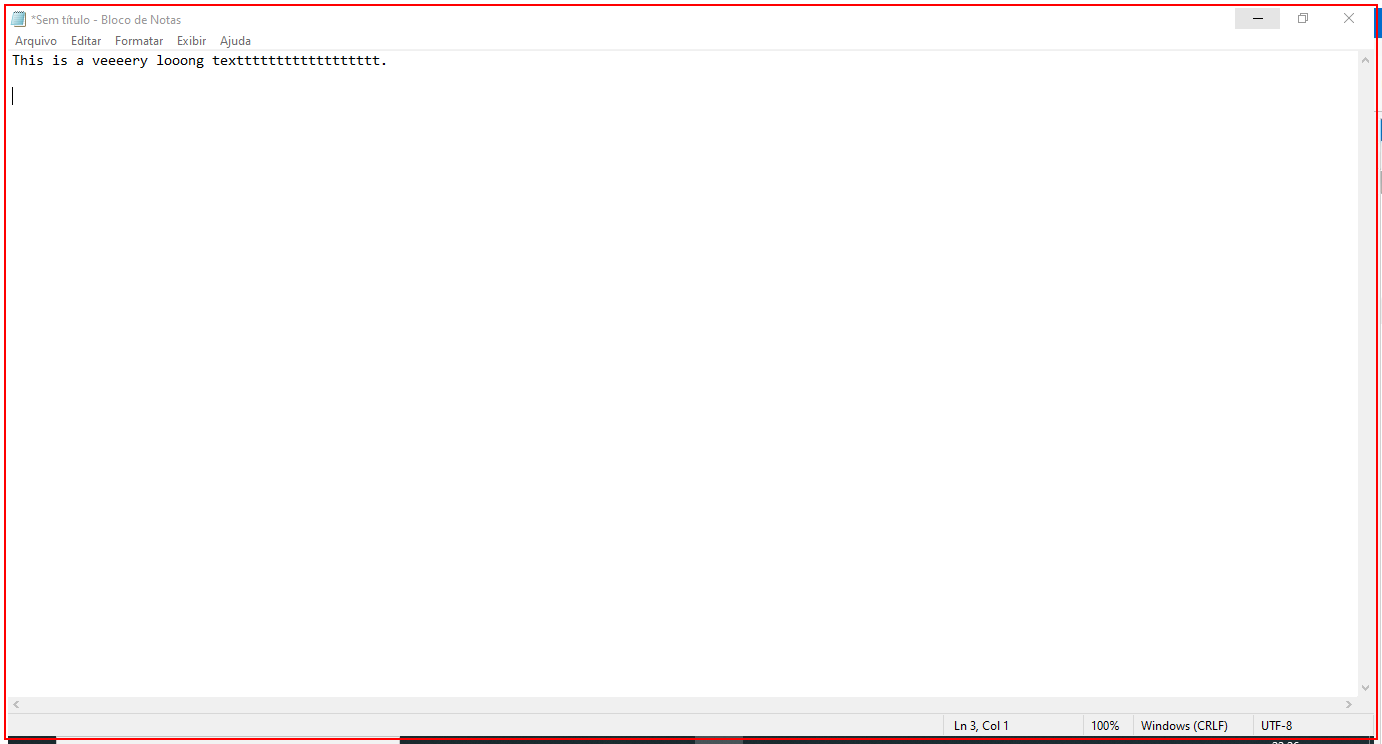 *Sem título - Bloco de Notas
Arquivo Editar Formatar Exibir Ajuda
This is a veeeery looong textttttttttttttttttt.
Ln 3, Col 1 100% Windows (CRLF) UTF-8